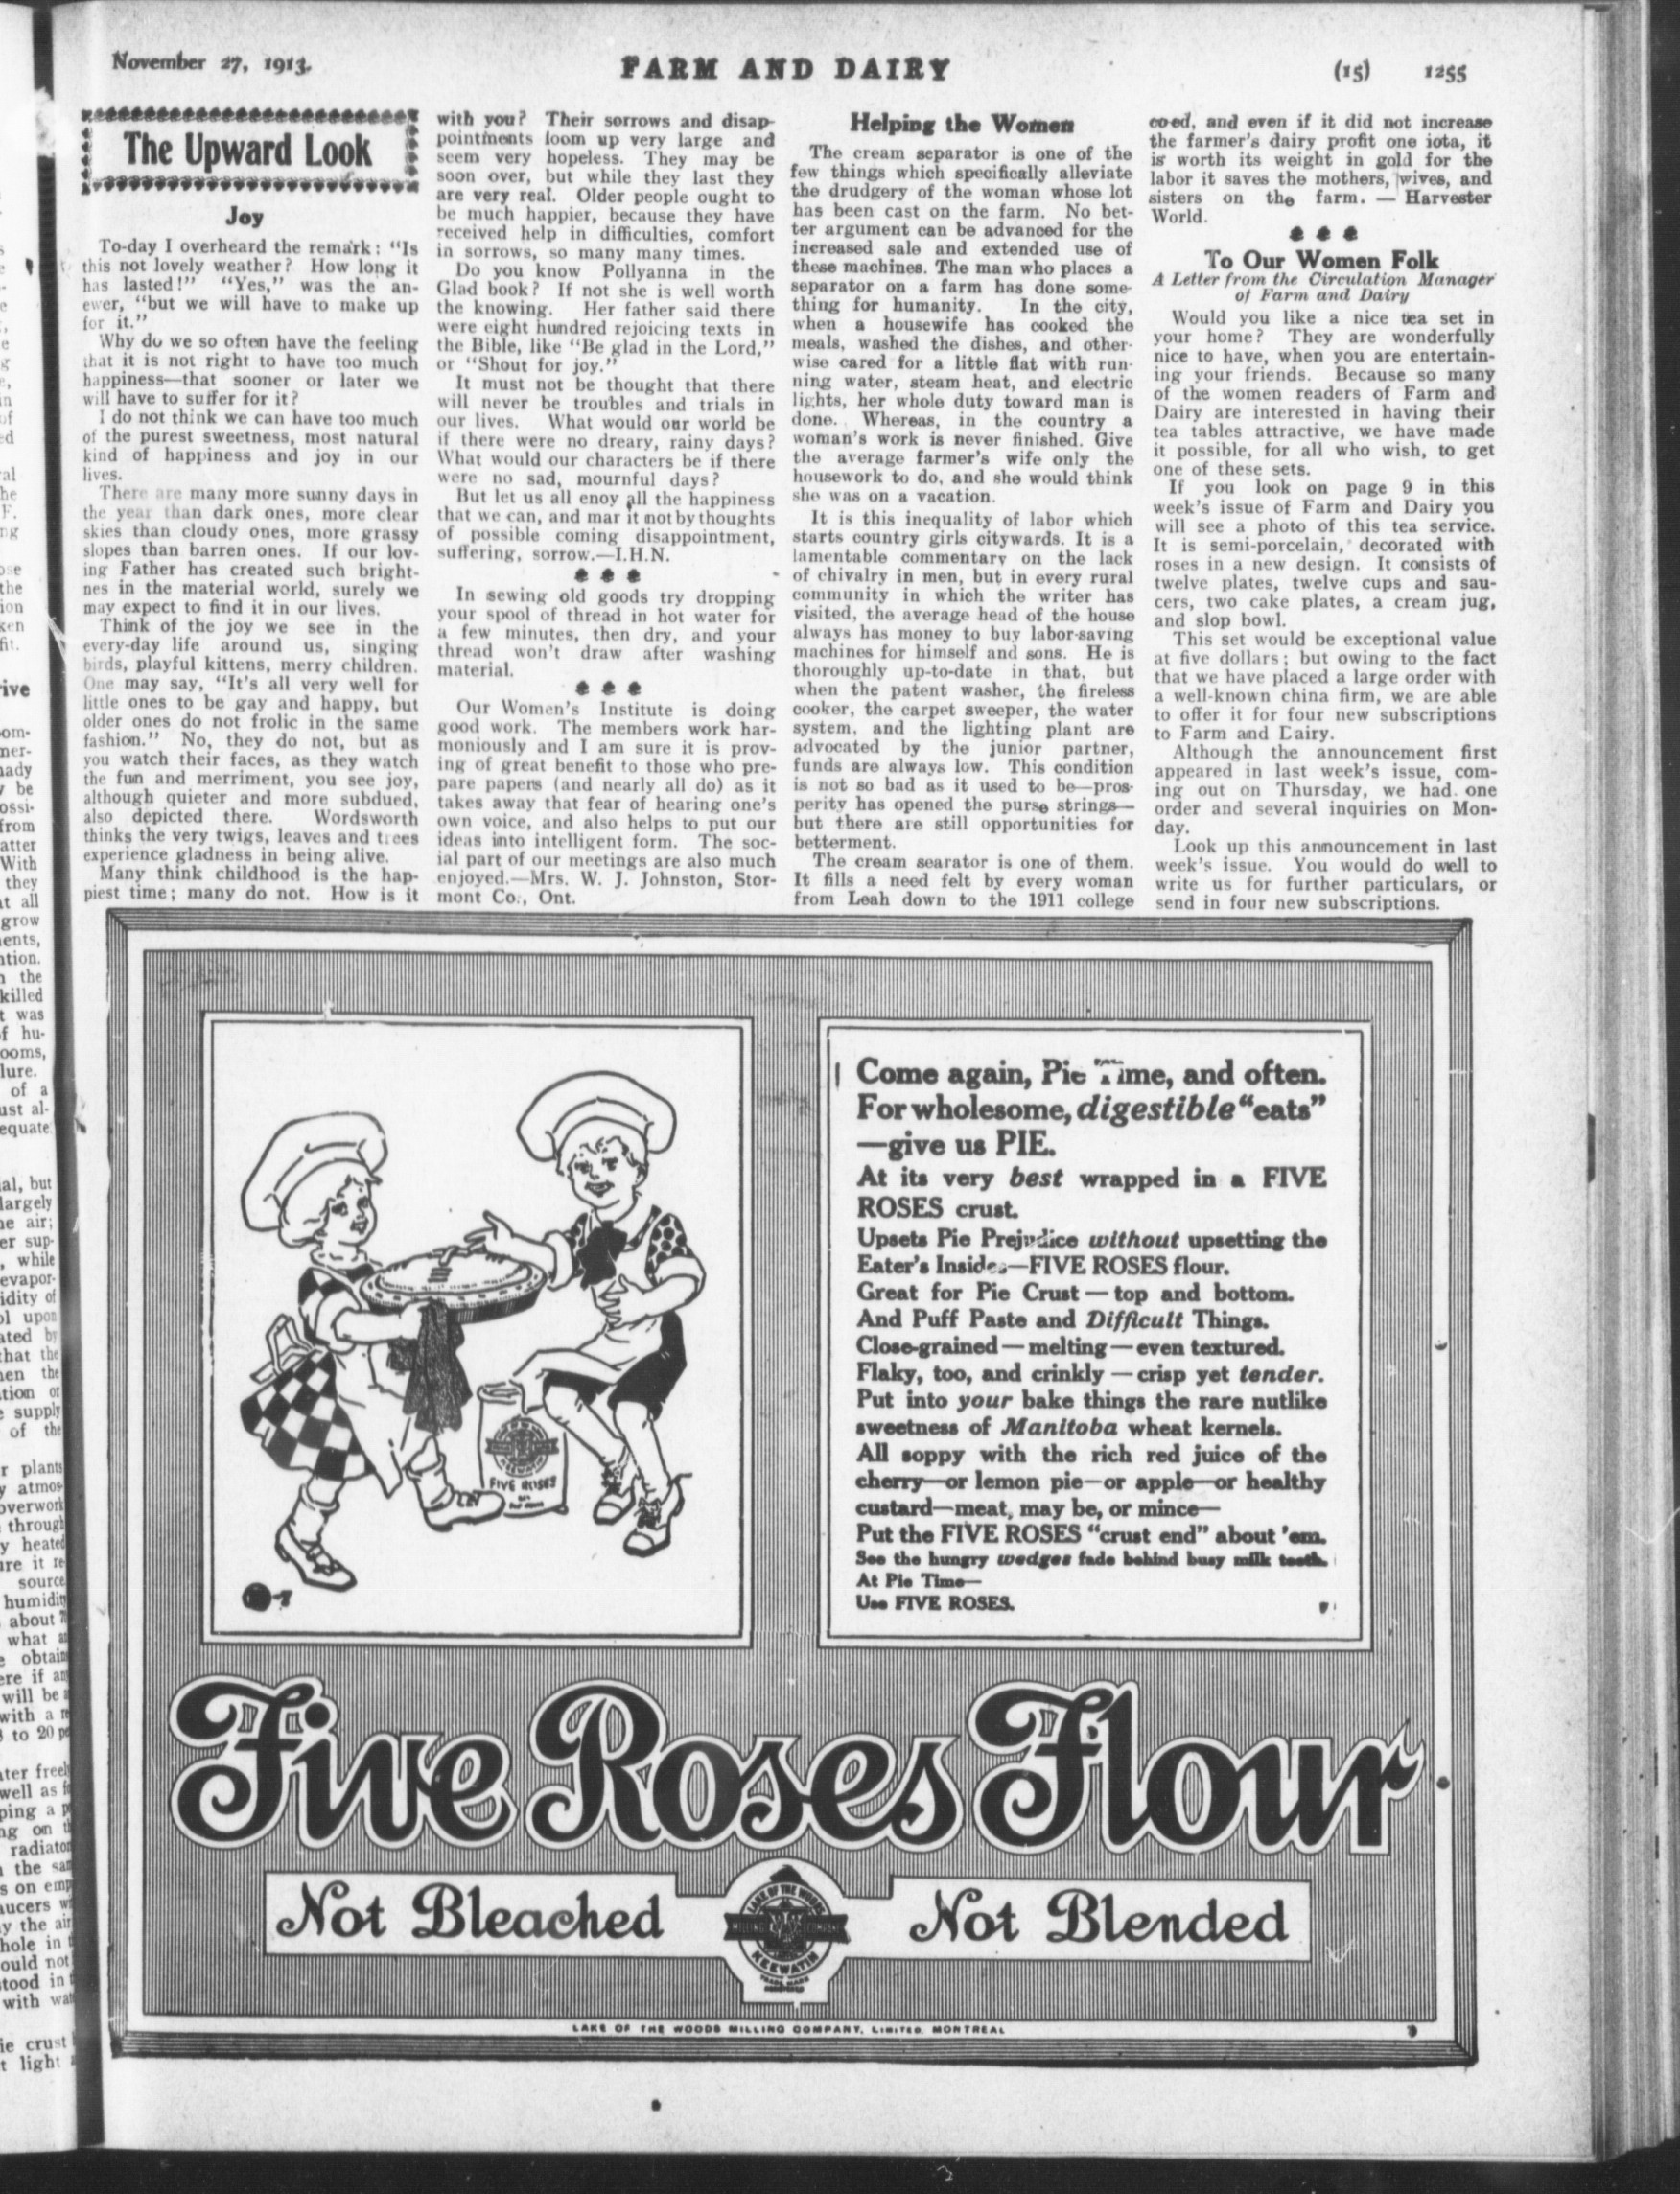 November 27, 1913.
FARM AND DAIRY
(15) 1255
The Upward Look
Joy
To-day I overheard the remark: "Is
this not lovely weather? How long it
has lasted!" "Yes," was the an-
ewer, "but we will have to make up
for it."
Why do we so often have the feeling
that it is not right to have too much
happiness—that sooner or later we
will have to suffer for it?
I do not think we can have too much
of the purest sweetness, most natural
kind of happiness and joy in our
lives.
There are many more sunny days in
the year than dark ones, more clear
skies than cloudy ones, more grassy
slopes than barren ones. If our lov-
ing Father has created such bright-
nes in the material world, surely we
may expect to find it in our lives.
Think of the joy we see in the
every-day life around us, singing
birds, playful kittens, merry children.
One may say, "It's all very well for
little ones to be gay and happy, but
older ones do not frolic in the same
fashion." No, they do not, but as
you watch their faces, as they watch
the fun and merriment, you see joy,
although quieter and more subdued,
also depicted there. Wordsworth
thinks the very twigs, leaves and trees
experience gladness in being alive.
Many think childhood is the hap-
piest time; many do not. How is it
with you? Their sorrows and disap-
pointments loom up very large and
seem very hopeless. They may be
soon over, but while they last they
are very real. Older people ought to
be much happier, because they have
received help in difficulties, comfort
in sorrows, so many many times.
Do you know Pollyanna in the
Glad book? If not she is well worth
the knowing. Her father said there
were eight hundred rejoicing texts in
the Bible, like "Be glad in the Lord,"
or "Shout for joy."
It must not be thought that there
will never be troubles and trials in
our lives. What would our world be
if there were no dreary, rainy days?
What would our characters be if there
were no sad, mournful days?
But let us all enoy all the happiness
that we can, and mar it not by thoughts
of possible coming disappointment,
suffering, sorrow.—I.H.N.
In sewing old goods try dropping
your spool of thread in hot water for
a few minutes, then dry, and your
thread won't draw after washing
material.
Our Women's Institute is doing
good work. The members work har-
moniously and I am sure it is prov-
ing of great benefit to those who pre-
pare papers (and nearly all do) as it
takes away that fear of hearing one's
own voice, and also helps to put our
ideas into intelligent form. The soc-
ial part of our meetings are also much
enjoyed.—Mrs. W. J. Johnston, Stor-
mont Co., Ont.
Helping the Women
The cream separator is one of the
few things which specifically alleviate
the drudgery of the woman whose lot
has been cast on the farm. No bet-
ter argument can be advanced for the
increased sale and extended use of
these machines. The man who places a
separator on a farm has done some-
thing for humanity. In the city,
when a housewife has cooked the
meals, washed the dishes, and other-
wise cared for a little flat with run-
ning water, steam heat, and electric
lights, her whole duty toward man is
done. Whereas, in the country a
woman's work is never finished. Give
the average farmer's wife only the
housework to do, and she would think
she was on a vacation.
It is this inequality of labor which
starts country girls citywards. It is a
lamentable commentary on the lack
of chivalry in men, but in every rural
community in which the writer has
visited, the average head of the house
always has money to buy labor-saving
machines for himself and sons. He is
thoroughly up-to-date in that, but
when the patent washer, the fireless
cooker, the carpet sweeper, the water
system, and the lighting plant are
advocated by the junior partner,
funds are always low. This condition
is not so bad as it used to be—pros-
perity has opened the purse strings—
but there are still opportunities for
betterment.
The cream searator is one of them.
It fills a need felt by every woman
from Leah down to the 1911 college
co-ed, and even if it did not increase
the farmer's dairy profit one iota, it
is worth its weight in gold for the
labor it saves the mothers, wives, and
sisters on the farm. — Harvester
World.
To Our Women Folk
A Letter from the Circulation Manager
of Farm and Dairy
Would you like a nice tea set in
your home? They are wonderfully
nice to have, when you are entertain-
ing your friends. Because so many
of the women readers of Farm and
Dairy are interested in having their
tea tables attractive, we have made
it possible, for all who wish, to get
one of these sets.
If you look on page 9 in this
week's issue of Farm and Dairy you
will see a photo of this tea service.
It is semi-porcelain, decorated with
roses in a new design. It consists of
twelve plates, twelve cups and sau-
cers, two cake plates, a cream jug,
and slop bowl.
This set would be exceptional value
at five dollars; but owing to the fact
that we have placed a large order with
a well-known china firm, we are able
to offer it for four new subscriptions
to Farm and Dairy.
Although the announcement first
appeared in last week's issue, com-
ing out on Thursday, we had one
order and several inquiries on Mon-
day.
Look up this announcement in last
week's issue. You would do well to
write us for further particulars, or
send in four new subscriptions.
FIVE ROSES
Come again, Pie Time, and often.
For wholesome, digestible "eats"
—give us PIE.
At its very best wrapped in a FIVE
ROSES crust.
Upsets Pie Prejudice without upsetting the
Eater's Insides—FIVE ROSES flour.
Great for Pie Crust — top and bottom.
And Puff Paste and Difficult Things.
Close-grained — melting — even textured.
Flaky, too, and crinkly — crisp yet tender.
Put into your bake things the rare nutlike
sweetness of Manitoba wheat kernels.
All soppy with the rich red juice of the
cherry—or lemon pie—or apple—or healthy
custard—meat, may be, or mince—
Put the FIVE ROSES "crust end" about 'em.
See the hungry wedges fade behind busy milk teeth.
At Pie Time—
Use FIVE ROSES.
Five Roses Flour
Not Bleached
LAKE OF THE WOODS
MILLING COMPANY
KEEWATIN
TRADE MARK
REGISTERED
Not Blended
LAKE OF THE WOODS MILLING COMPANY, LIMITED, MONTREAL